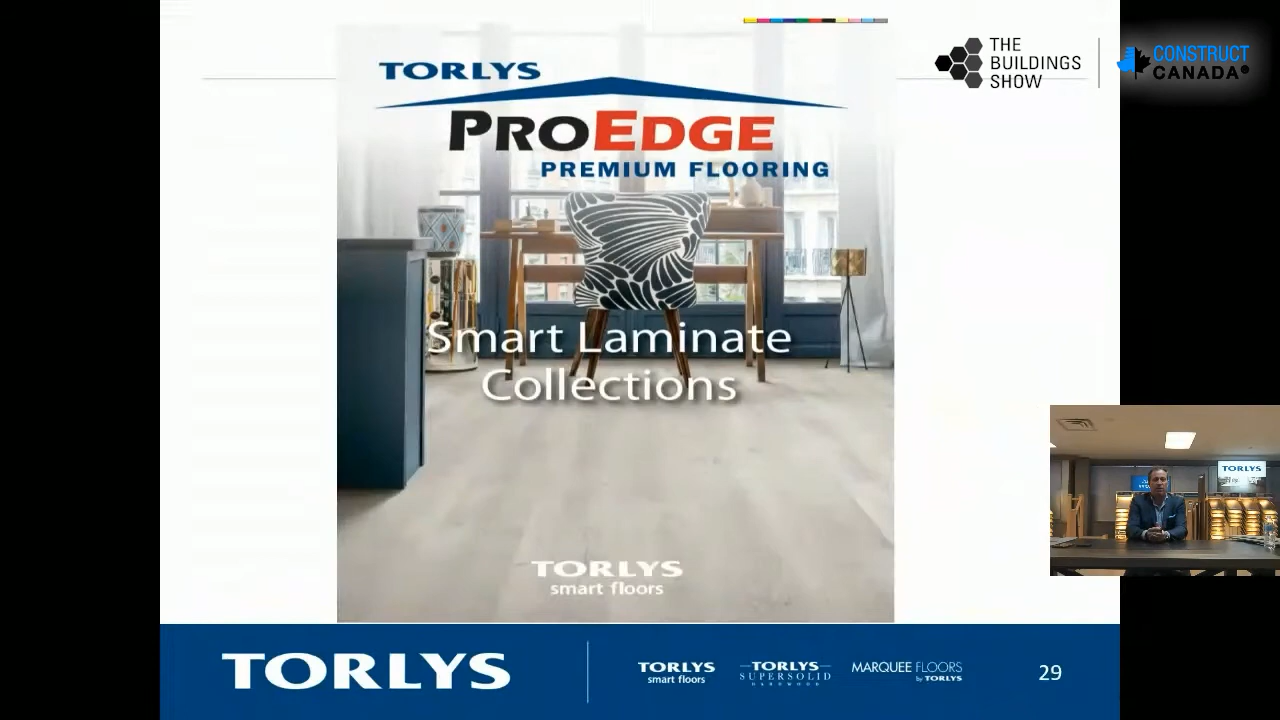 TORLYS
PROEDGE
PREMIUM FLOORING
Smart Laminate
Collections
TORLYS
smart floors
THE
BUILDINGS
SHOW
CONSTRUCT
CANADA
TORLYS
TORLYS
TORLYS
smart floors
TORLYS
SUPERSOLID
HARDWOOD
MARQUEE FLOORS
by TORLYS
29